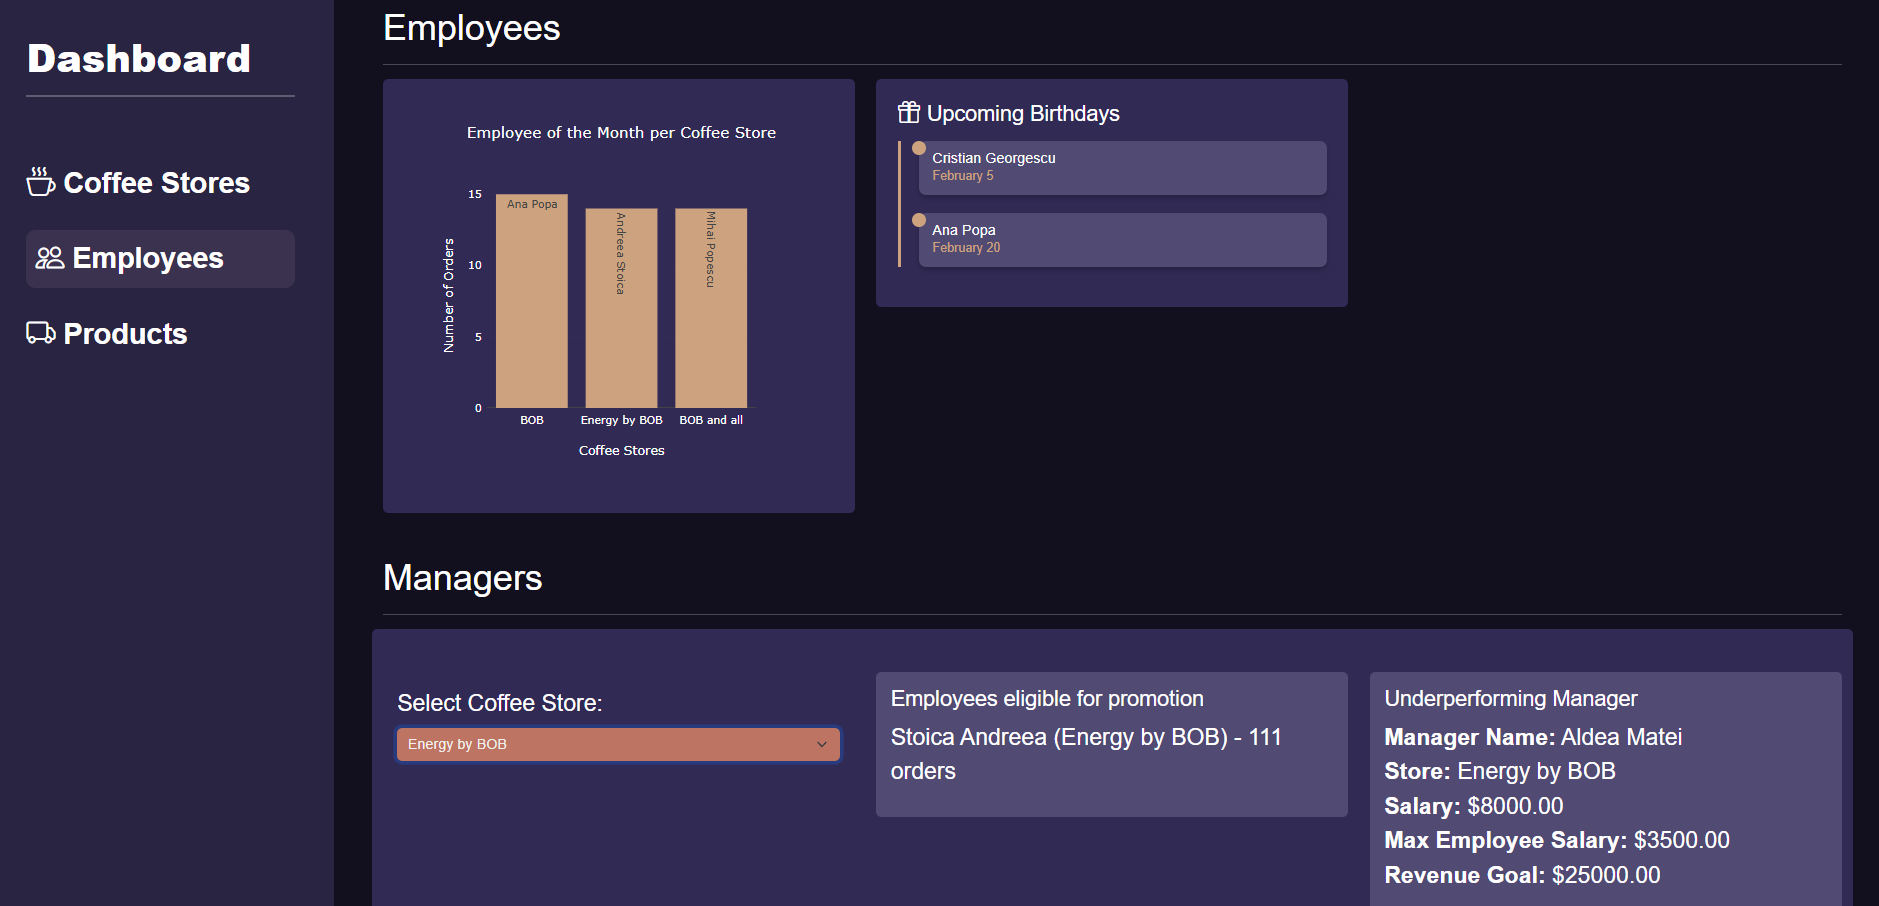 Dashboard
Coffee Stores
Employees
Products
Employees
Employee of the Month per Coffee Store
Number of Orders
15
10
5
0
Ana Popa
Andreea Stoica
Mihai Popescu
BOB
Energy by BOB
BOB and all
Coffee Stores
Upcoming Birthdays
Cristian Georgescu
February 5
Ana Popa
February 20
Managers
Select Coffee Store:
Energy by BOB
Employees eligible for promotion
Stoica Andreea (Energy by BOB) - 111
orders
Underperforming Manager
Manager Name: Aldea Matei
Store: Energy by BOB
Salary: $8000.00
Max Employee Salary: $3500.00
Revenue Goal: $25000.00